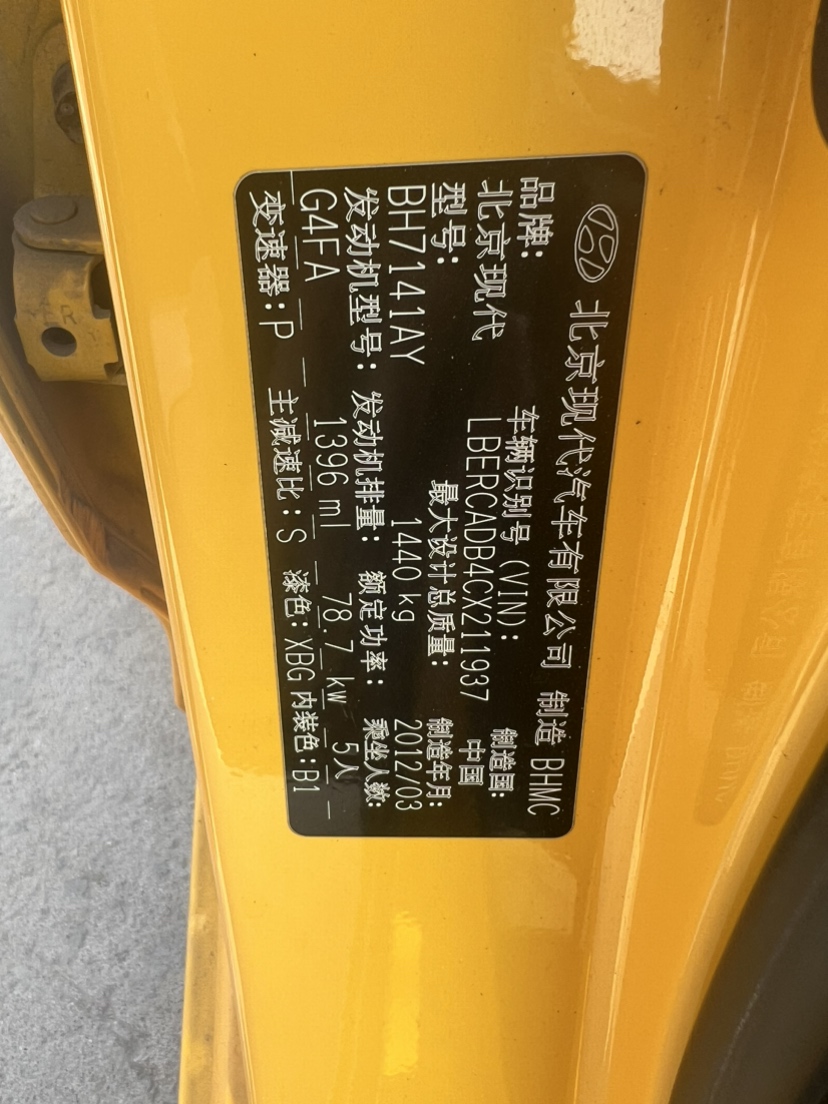 北京现代汽车有限公司 制造 BHMC
品牌: 车辆识别号 (VIN): 制造国:
北京现代 LBERCADB4CX211937 中国
型号: 最大设计总质量: 制造年月:
BH7141AY 1440 kg 2012/03
发动机型号: 发动机排量: 额定功率: 乘坐人数:
G4FA 1396 ml 78.7 kw 5人
变速器: P 主减速比: S 漆色: XBG 内装色: B1